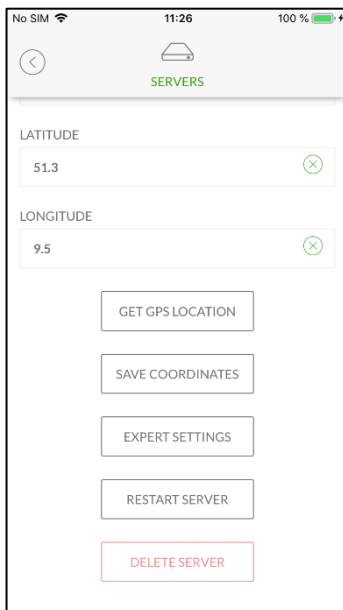 No SIM 11:26 100 %
SERVERS
LATITUDE
51.3
LONGITUDE
9.5
GET GPS LOCATION
SAVE COORDINATES
EXPERT SETTINGS
RESTART SERVER
DELETE SERVER